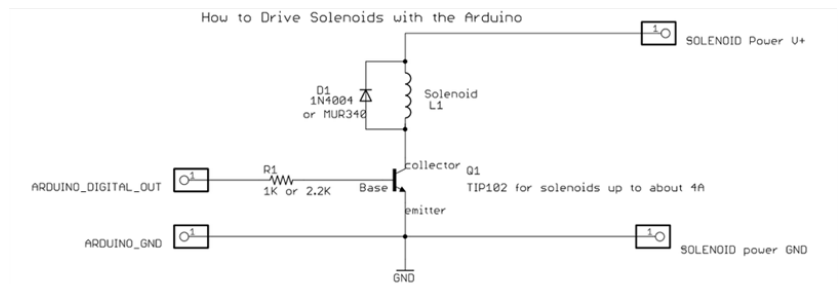 How to Drive Solenoids with the Arduino
1
SOLENOID Power V+
D1
1N4004
or MUR340
Solenoid
L1
collector
Q1
TIP102 for solenoids up to about 4A
1
ARDUINO_DIGITAL_OUT
R1
1K or 2.2K
Base
emitter
1
ARDUINO_GND
1
SOLENOID power GND
GND